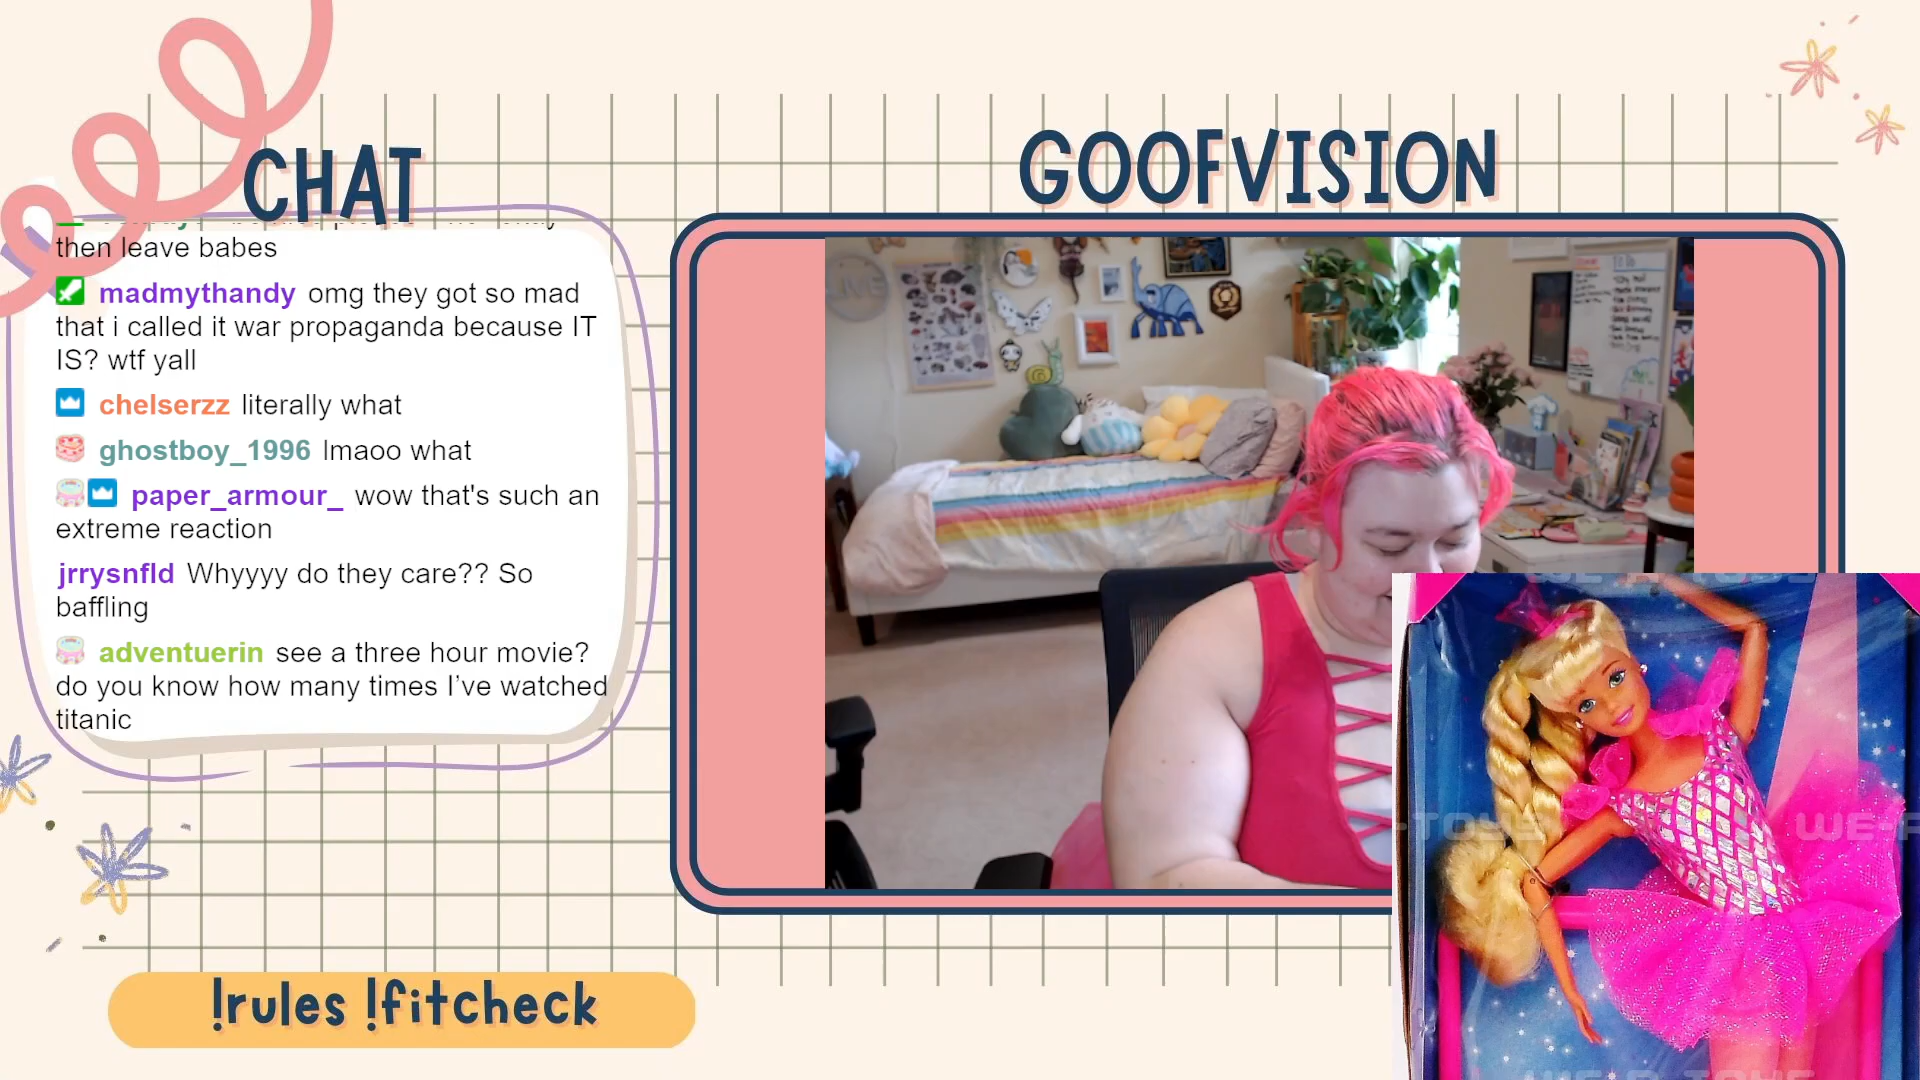 CHAT
GOOFVISION
then leave babes
madmythandy omg they got so mad
that i called it war propaganda because IT
IS? wtf yall
chelserzz literally what
ghostboy_1996 lmaoo what
paper_armour_ wow that's such an
extreme reaction
jrrysnfld Whyyyy do they care?? So
baffling
adventuerin see a three hour movie?
do you know how many times I’ve watched
titanic
LIVE
!rules !fitcheck